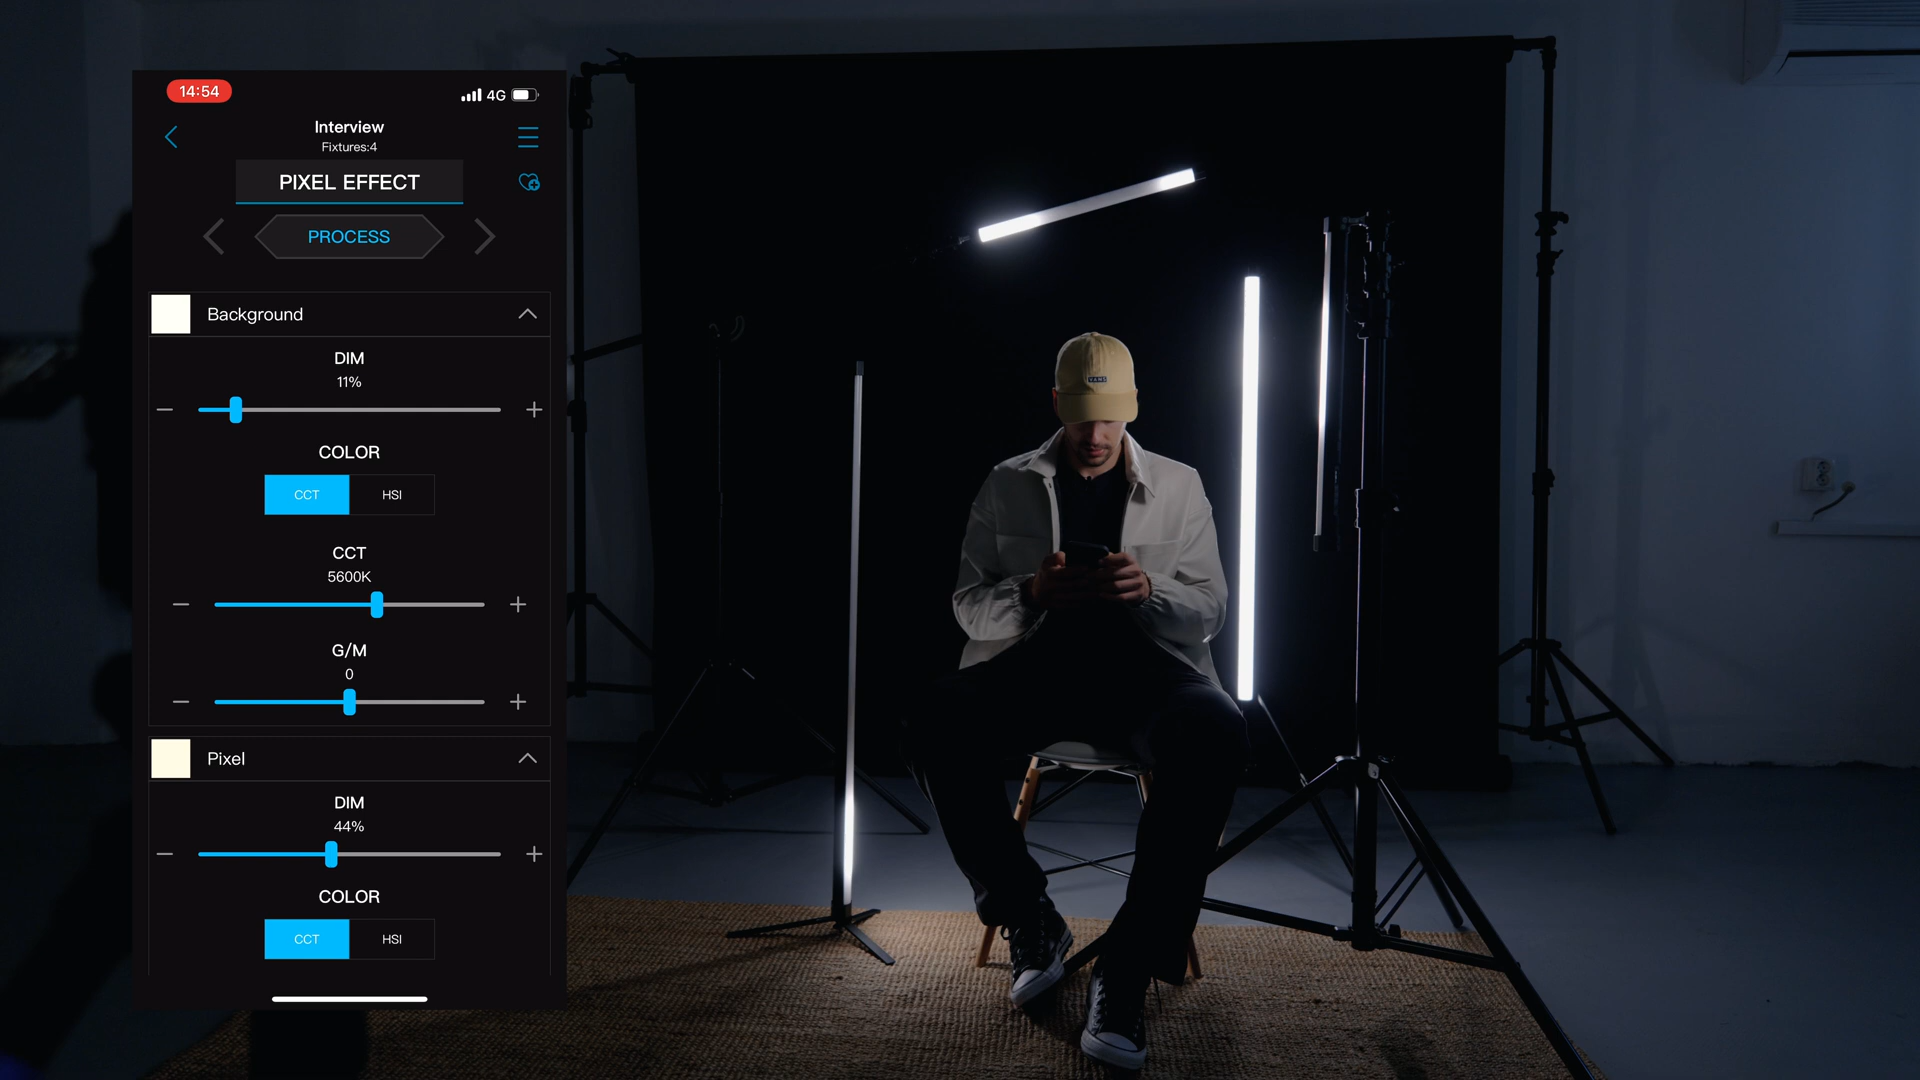 14:54
4G
Interview
Fixtures:4
PIXEL EFFECT
PROCESS
Background
DIM
11%
COLOR
CCT HSI
CCT
5600K
G/M
0
Pixel
DIM
44%
COLOR
CCT HSI